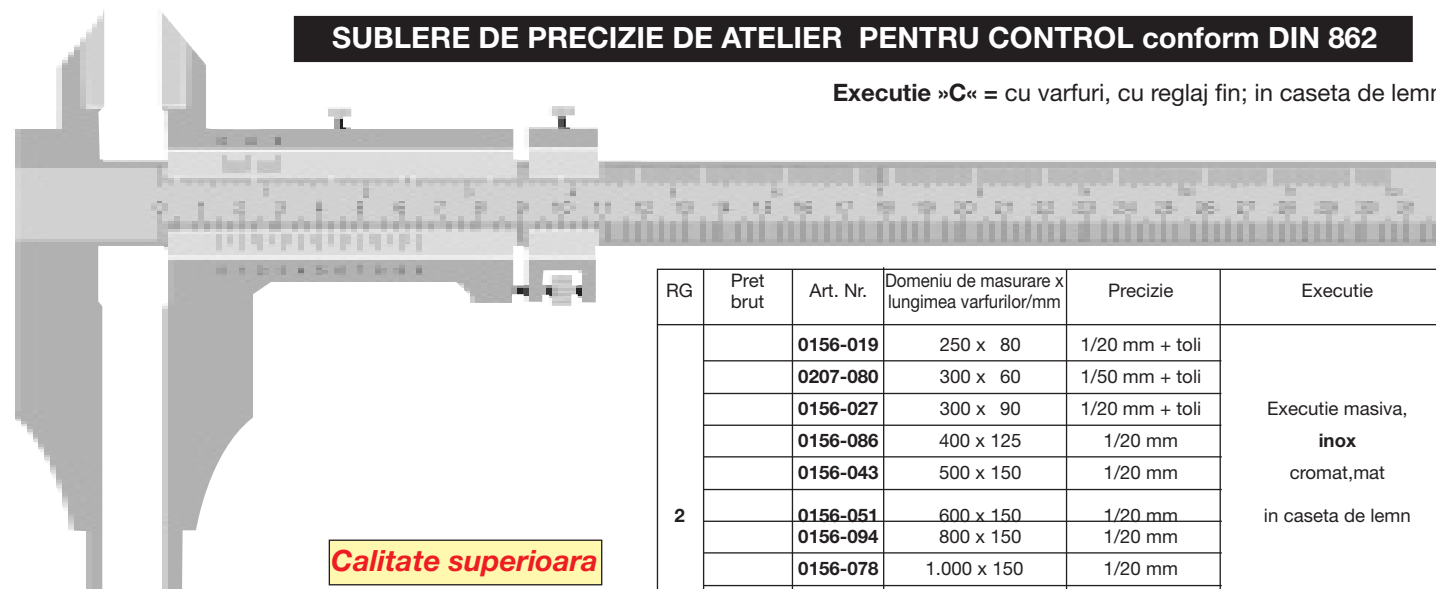 SUBLERE DE PRECIZIE DE ATELIER PENTRU CONTROL conform DIN 862
Executie »C« = cu varfuri, cu reglaj fin; in caseta de lemn
RG Pret brut Art. Nr. Domeniu de masurare x lungimea varfurilor/mm Precizie Executie
0156-019 250 x 80 1/20 mm + toli
0207-080 300 x 60 1/50 mm + toli
0156-027 300 x 90 1/20 mm + toli Executie masiva,
0156-086 400 x 125 1/20 mm inox
0156-043 500 x 150 1/20 mm cromat,mat
2 0156-051 600 x 150 1/20 mm in caseta de lemn
0156-094 800 x 150 1/20 mm
0156-078 1.000 x 150 1/20 mm
Calitate superioara